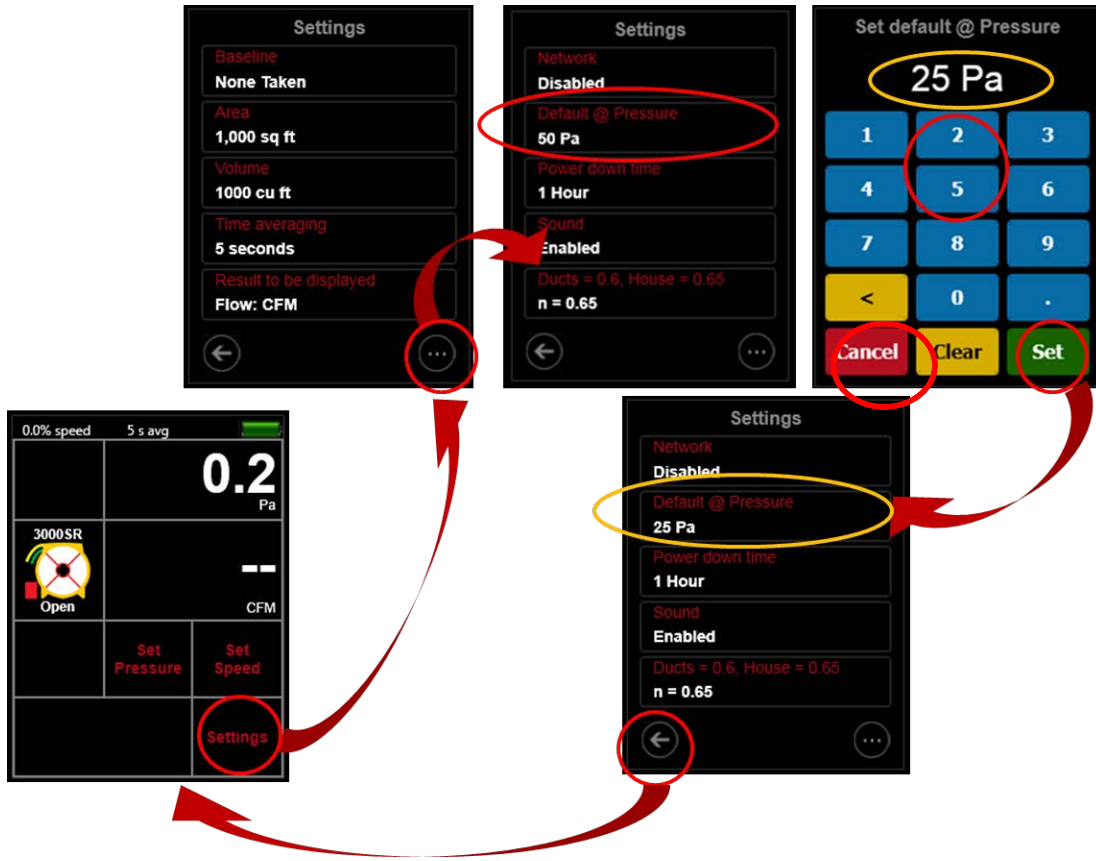 Settings
Baseline
None Taken
Area
1,000 sq ft
Volume
1000 cu ft
Time averaging
5 seconds
Result to be displayed
Flow: CFM
Settings
Network
Disabled
Default @ Pressure
50 Pa
Power down time
1 Hour
Sound
Enabled
Ducts = 0.6, House = 0.65
n = 0.65
Set default @ Pressure
25 Pa
1 2 3
4 5 6
7 8 9
< 0 .
Cancel Clear Set
0.0% speed 5 s avg
0.2
Pa
3000SR
Open
--
CFM
Set Pressure
Set Speed
Settings
Settings
Network
Disabled
Default @ Pressure
25 Pa
Power down time
1 Hour
Sound
Enabled
Ducts = 0.6, House = 0.65
n = 0.65